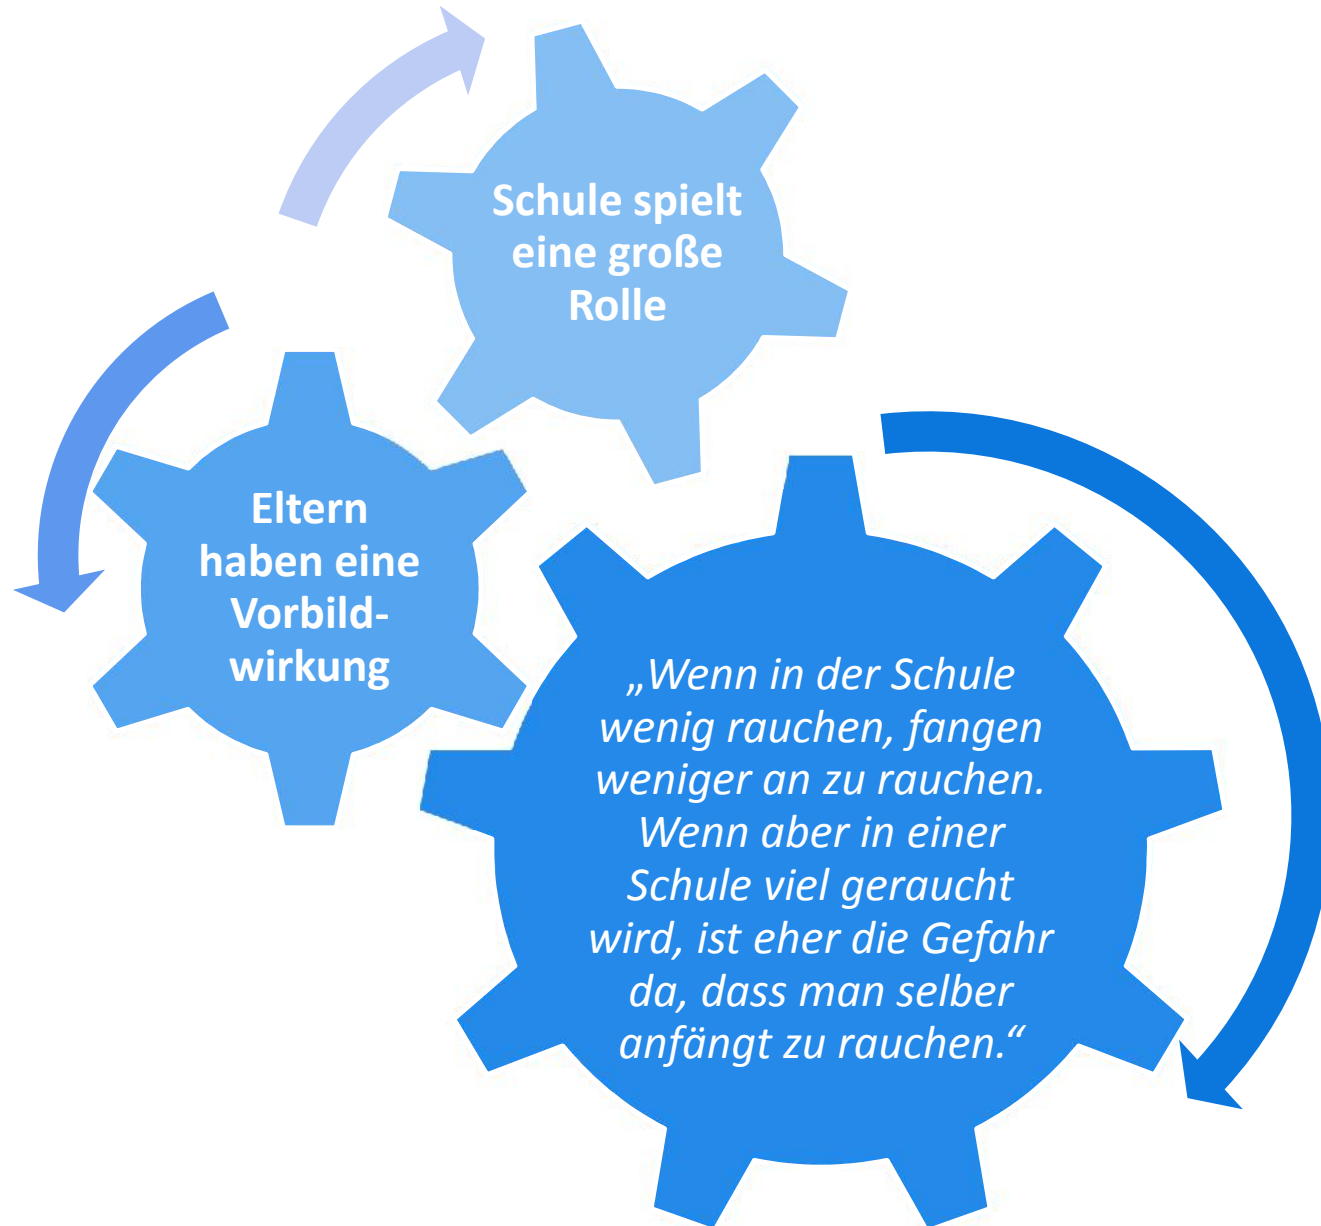 Schule spielt
eine große
Rolle
Eltern
haben eine
Vorbild-
wirkung
„Wenn in der Schule
wenig rauchen, fangen
weniger an zu rauchen.
Wenn aber in einer
Schule viel geraucht
wird, ist eher die Gefahr
da, dass man selber
anfängt zu rauchen.“